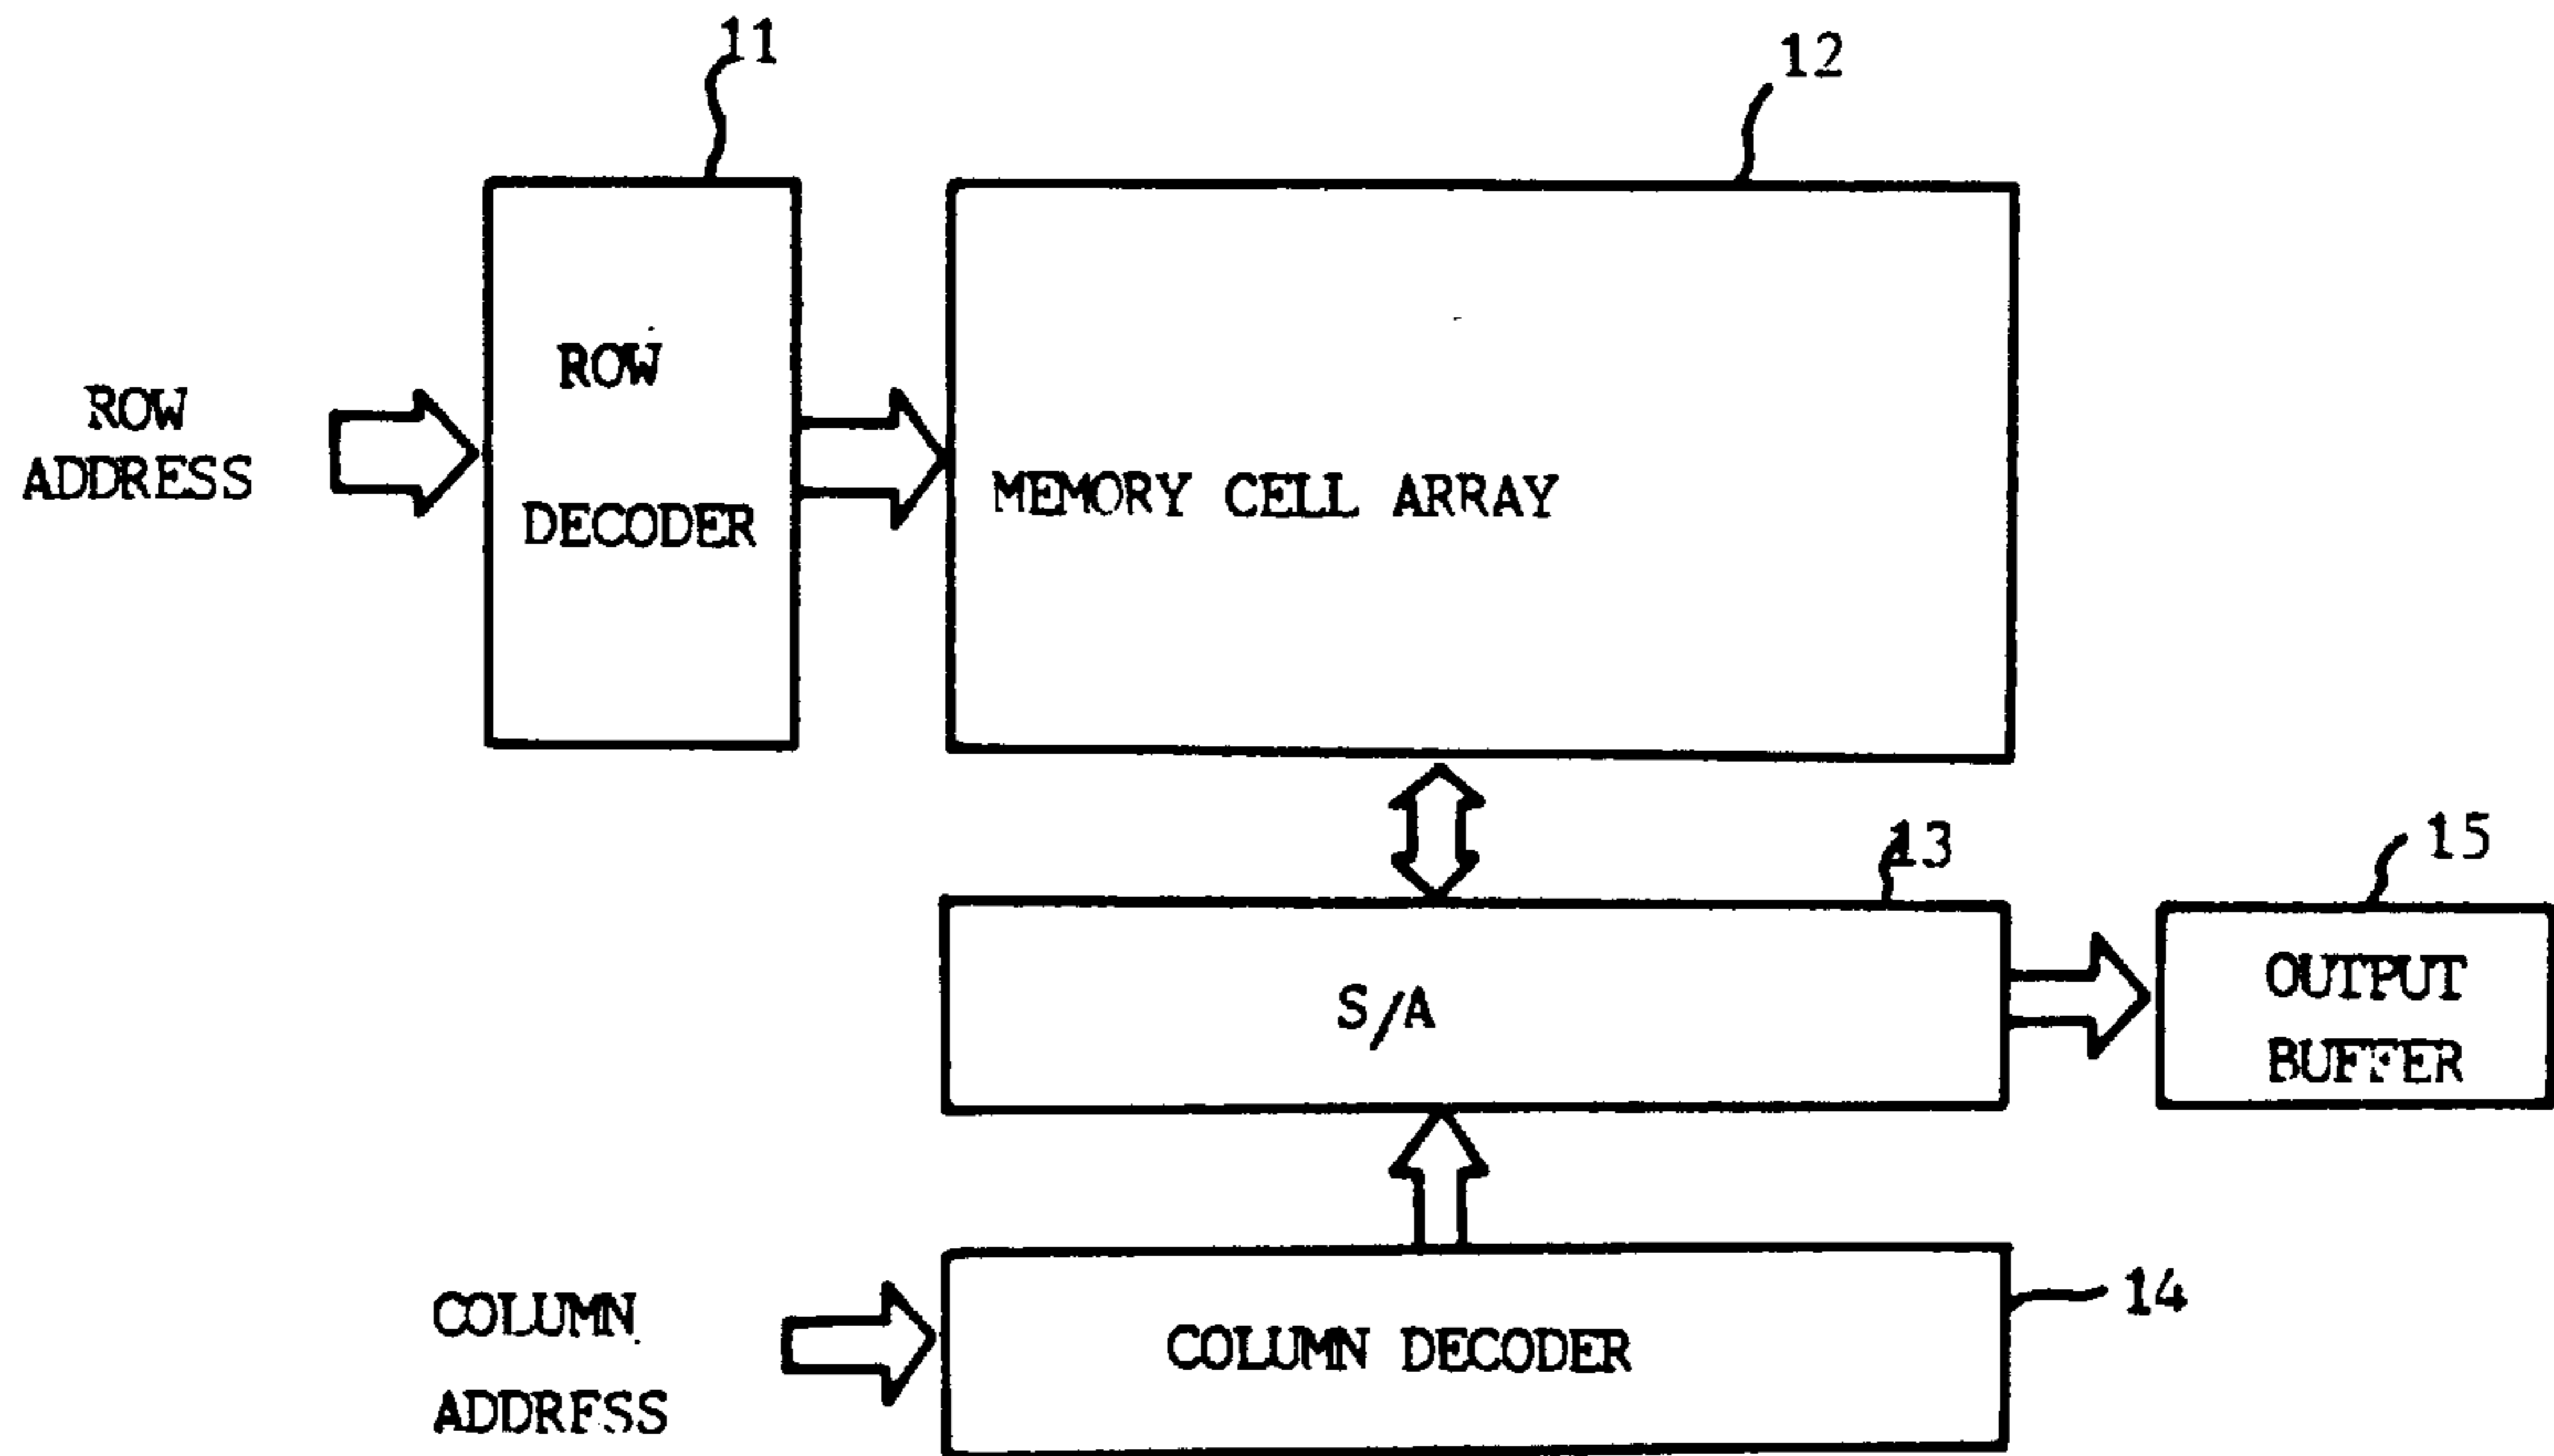 11
12
ROW
ADDRESS
ROW
DECODER
MEMORY CELL ARRAY
13
15
S/A
OUTPUT
BUFFER
14
COLUMN
ADDRESS
COLUMN DECODER